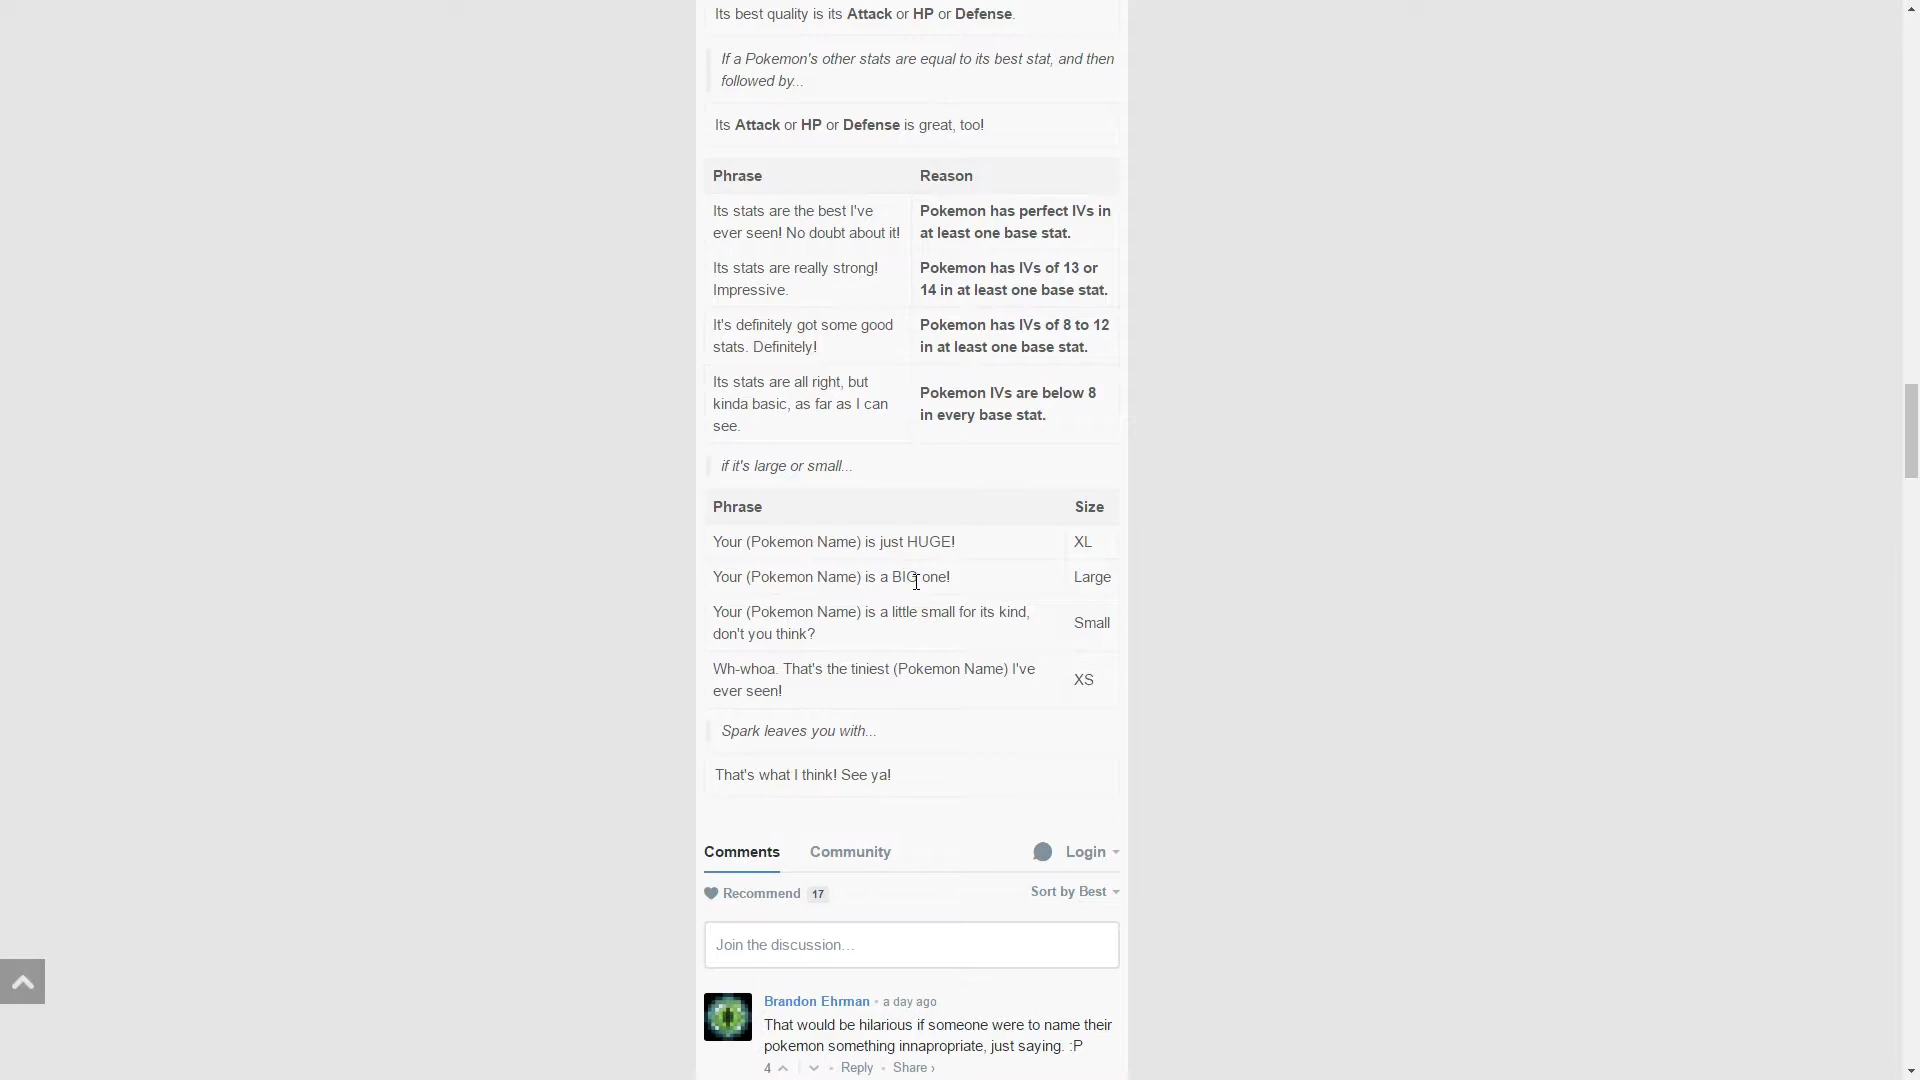 Its best quality is its Attack or HP or Defense.
If a Pokemon's other stats are equal to its best stat, and then
followed by...
Its Attack or HP or Defense is great, too!
Phrase Reason
Its stats are the best I've
ever seen! No doubt about it!
Pokemon has perfect IVs in
at least one base stat.
Its stats are really strong!
Impressive.
Pokemon has IVs of 13 or
14 in at least one base stat.
It's definitely got some good
stats. Definitely!
Pokemon has IVs of 8 to 12
in at least one base stat.
Its stats are all right, but
kinda basic, as far as I can
see.
Pokemon IVs are below 8
in every base stat.
if it's large or small...
Phrase Size
Your (Pokemon Name) is just HUGE! XL
Your (Pokemon Name) is a BIG one! Large
Your (Pokemon Name) is a little small for its kind,
don't you think?
Small
Wh-whoa. That's the tiniest (Pokemon Name) I've
ever seen!
XS
Spark leaves you with...
That's what I think! See ya!
Comments Community Login
Recommend 17 Sort by Best
Join the discussion...
Brandon Ehrman • a day ago
That would be hilarious if someone were to name their
pokemon something innapropriate, just saying. :P
4 • Reply • Share ›